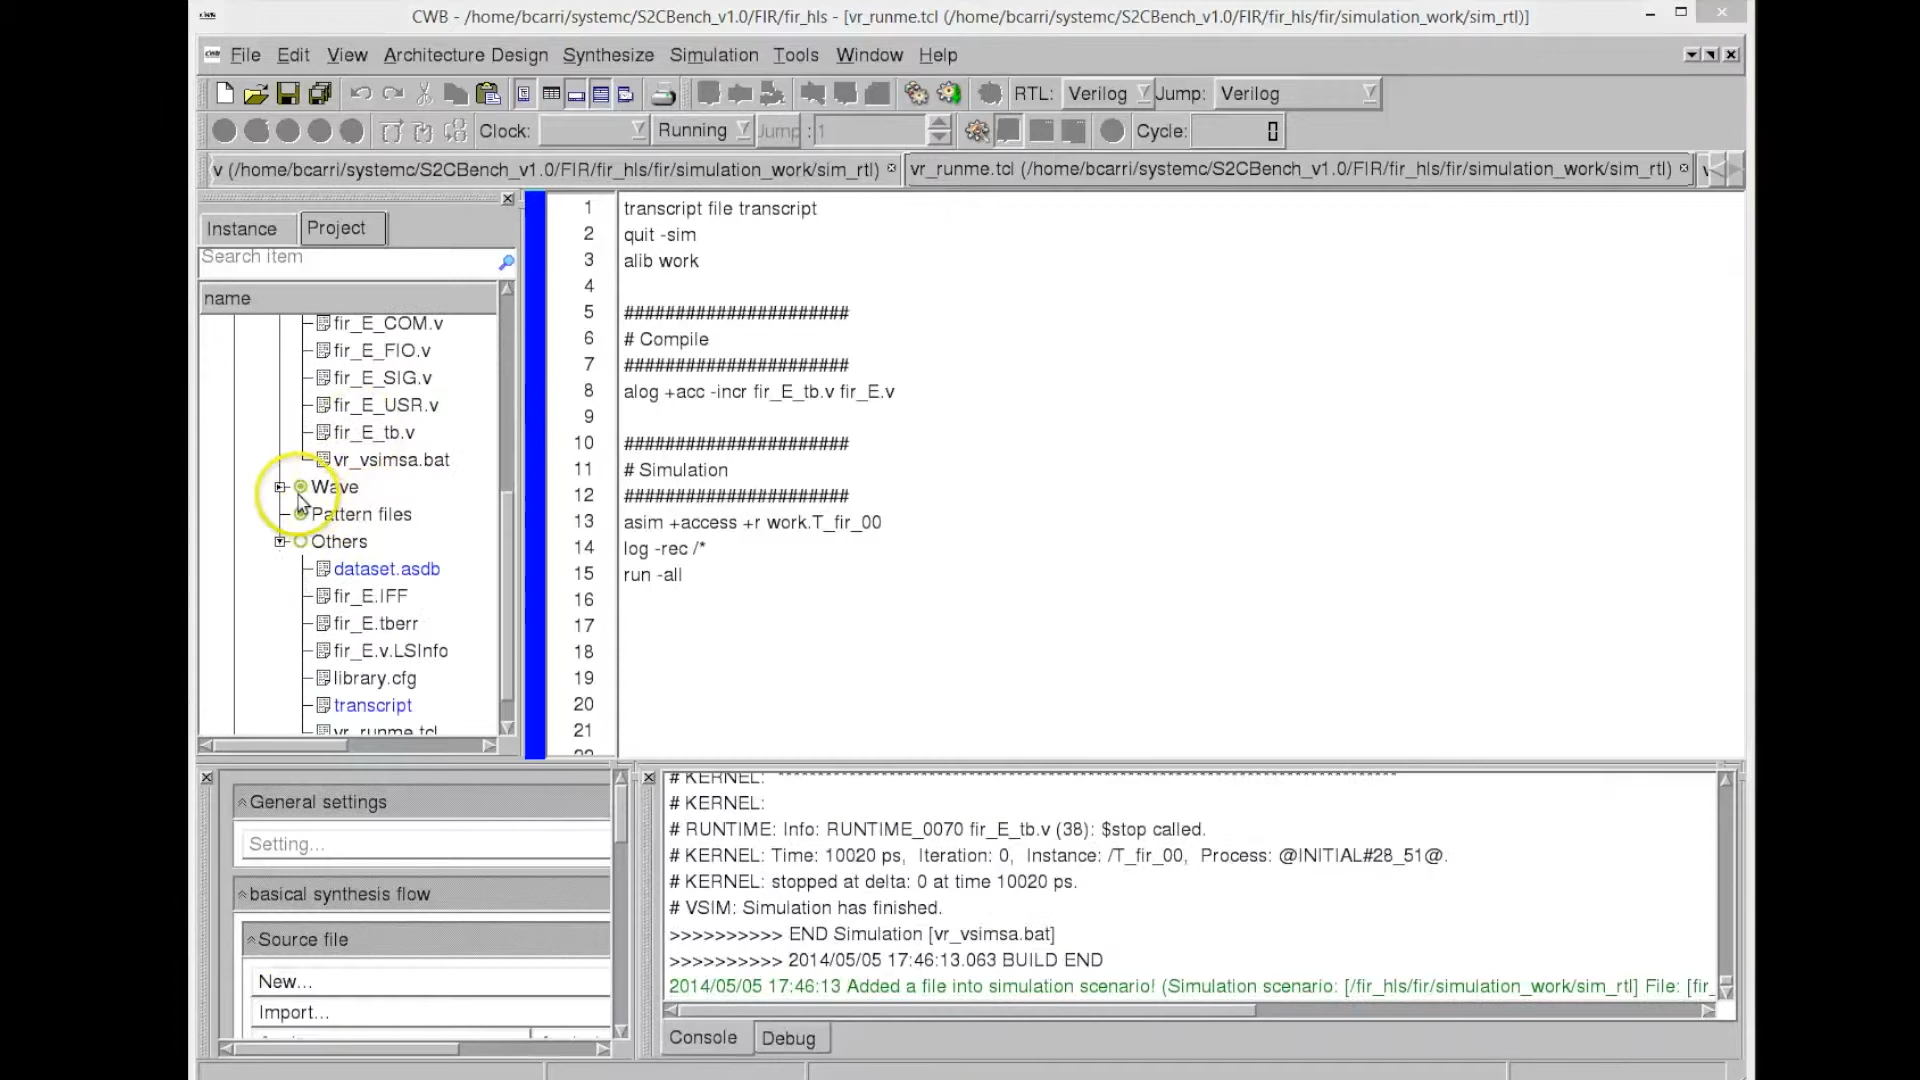 CWB - /home/bcarri/systemc/S2CBench_v1.0/FIR/fir_hls - [vr_runme.tcl (/home/bcarri/systemc/S2CBench_v1.0/FIR/fir_hls/fir/simulation_work/sim_rtl)]
File Edit View Architecture Design Synthesize Simulation Tools Window Help
RTL: Verilog Jump: Verilog
Clock: Running Jump :1 Cycle: 0
v (/home/bcarri/systemc/S2CBench_v1.0/FIR/fir_hls/fir/simulation_work/sim_rtl) vr_runme.tcl (/home/bcarri/systemc/S2CBench_v1.0/FIR/fir_hls/fir/simulation_work/sim_rtl)
Instance Project
Search item
name
fir_E_COM.v
fir_E_FIO.v
fir_E_SIG.v
fir_E_USR.v
fir_E_tb.v
vr_vsimsa.bat
Wave
Pattern files
Others
dataset.asdb
fir_E.IFF
fir_E.tberr
fir_E.v.LSInfo
library.cfg
transcript
vr_runme.tcl
1 transcript file transcript
2 quit -sim
3 alib work
4
5 ######################
6 # Compile
7 ######################
8 alog +acc -incr fir_E_tb.v fir_E.v
9
10 ######################
11 # Simulation
12 ######################
13 asim +access +r work.T_fir_00
14 log -rec /*
15 run -all
16
17
18
19
20
21
22
General settings
Setting...
basical synthesis flow
Source file
New...
Import...
# KERNEL:
# KERNEL:
# RUNTIME: Info: RUNTIME_0070 fir_E_tb.v (38): $stop called.
# KERNEL: Time: 10020 ps, Iteration: 0, Instance: /T_fir_00, Process: @INITIAL#28_51@.
# KERNEL: stopped at delta: 0 at time 10020 ps.
# VSIM: Simulation has finished.
>>>>>>>>>> END Simulation [vr_vsimsa.bat]
>>>>>>>>>> 2014/05/05 17:46:13.063 BUILD END
2014/05/05 17:46:13 Added a file into simulation scenario! (Simulation scenario: [/fir_hls/fir/simulation_work/sim_rtl] File: [fir_
Console Debug